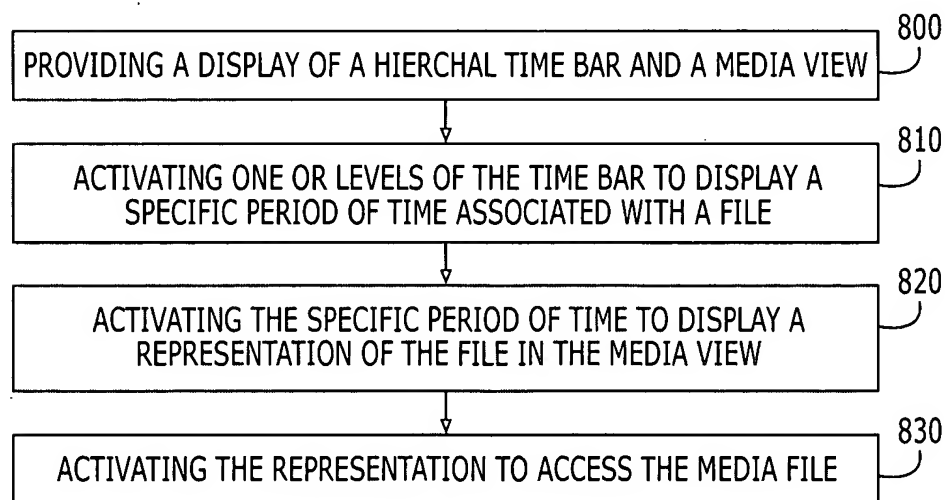 800
PROVIDING A DISPLAY OF A HIERCHAL TIME BAR AND A MEDIA VIEW
810
ACTIVATING ONE OR LEVELS OF THE TIME BAR TO DISPLAY A
SPECIFIC PERIOD OF TIME ASSOCIATED WITH A FILE
820
ACTIVATING THE SPECIFIC PERIOD OF TIME TO DISPLAY A
REPRESENTATION OF THE FILE IN THE MEDIA VIEW
830
ACTIVATING THE REPRESENTATION TO ACCESS THE MEDIA FILE